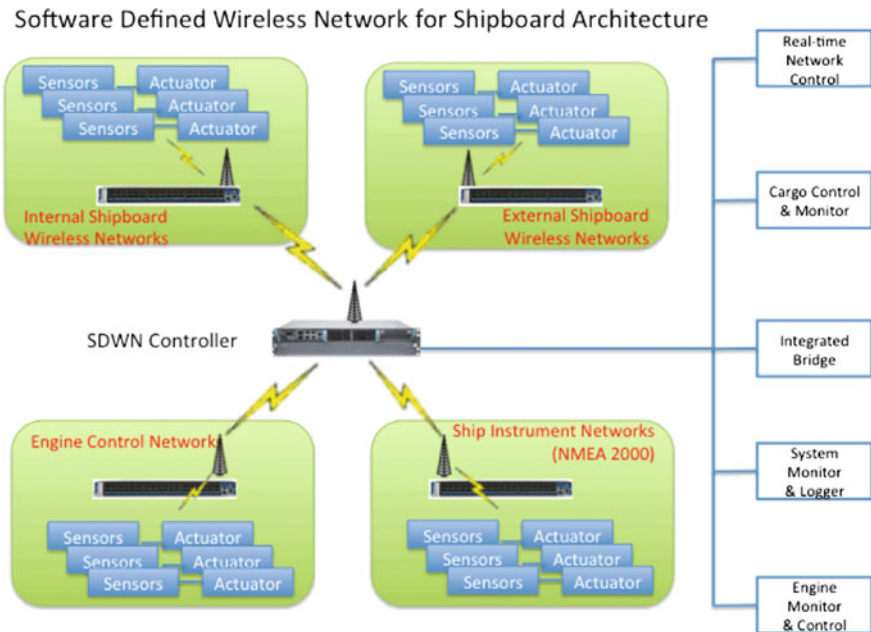 Software Defined Wireless Network for Shipboard Architecture
Sensors Actuator
Sensors Actuator
Sensors Actuator
Internal Shipboard
Wireless Networks
Sensors Actuator
Sensors Actuator
Sensors Actuator
External Shipboard
Wireless Networks
SDWN Controller
Engine Control Network
Sensors Actuator
Sensors Actuator
Sensors Actuator
Ship Instrument Networks
(NMEA 2000)
Sensors Actuator
Sensors Actuator
Sensors Actuator
Real-time
Network
Control
Cargo Control
& Monitor
Integrated
Bridge
System
Monitor
& Logger
Engine
Monitor
& Control